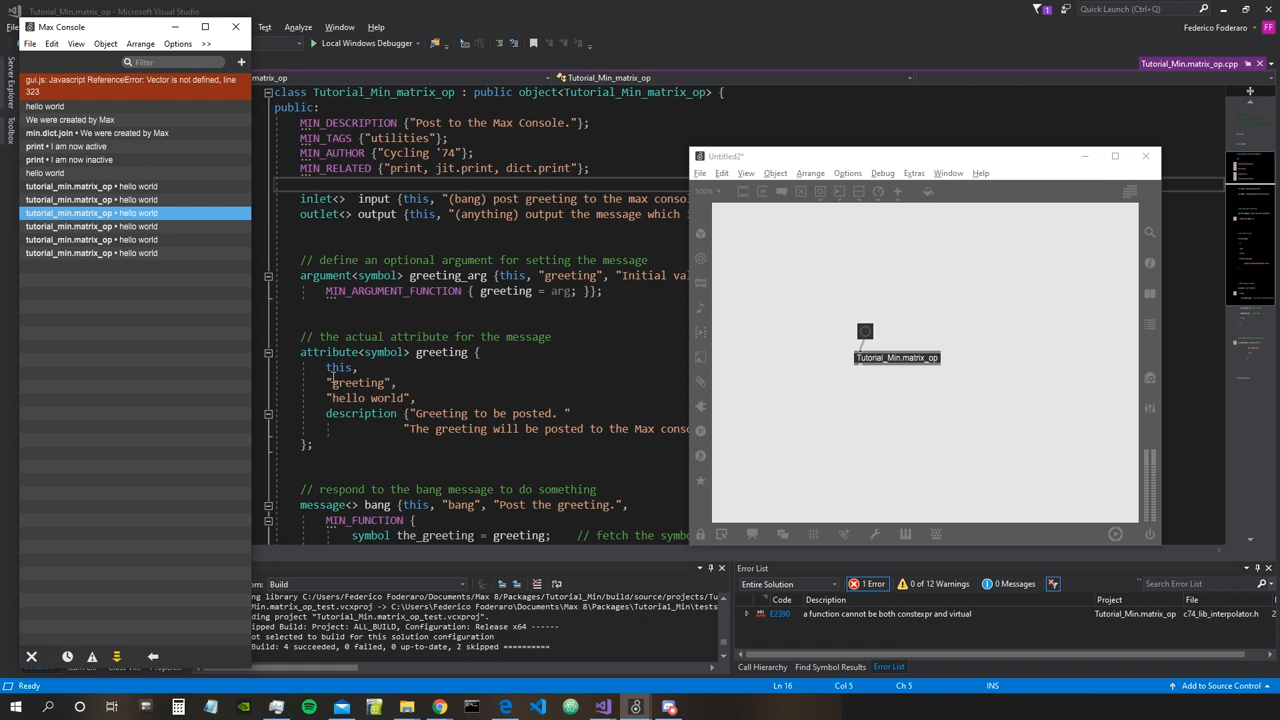 Tutorial_Min.matrix_op - Microsoft Visual Studio
Quick Launch (Ctrl+Q)
Max Console
Test Analyze Window Help
Federico Foderaro FF
File Edit View Object Arrange Options >>
Local Windows Debugger
Filter
Tutorial_Min.matrix_op.cpp
matrix_op
Tutorial_Min.matrix_op
Server Explorer
Toolbox
gui.js: Javascript ReferenceError: Vector is not defined, line
323
hello world
We were created by Max
min.dict.join • We were created by Max
print • I am now active
print • I am now inactive
hello world
tutorial_min.matrix_op • hello world
tutorial_min.matrix_op • hello world
tutorial_min.matrix_op • hello world
tutorial_min.matrix_op • hello world
tutorial_min.matrix_op • hello world
tutorial_min.matrix_op • hello world
class Tutorial_Min_matrix_op : public object<Tutorial_Min_matrix_op> {
public:
MIN_DESCRIPTION {"Post to the Max Console."};
MIN_TAGS {"utilities"};
MIN_AUTHOR {"Cycling '74"};
MIN_RELATED {"print, jit.print, dict.print"};
inlet<> input {this, "(bang) post greeting to the max conso
outlet<> output {this, "(anything) output the message which i
// define an optional argument for setting the message
argument<symbol> greeting_arg {this, "greeting", "Initial val
MIN_ARGUMENT_FUNCTION { greeting = arg; }};
// the actual attribute for the message
attribute<symbol> greeting {
this,
"greeting",
"hello world",
description {"Greeting to be posted. "
"The greeting will be posted to the Max conso
};
// respond to the bang message to do something
message<> bang {this, "bang", "Post the greeting.",
MIN_FUNCTION {
symbol the_greeting = greeting; // fetch the symbo
Untitled2*
File Edit View Object Arrange Options Debug Extras Window Help
100%
Tutorial_Min.matrix_op
om: Build
ng library C:/Users/Federico Foderaro/Documents/Max 8/Packages/Tutorial_Min/build/source/projects/Tu
Min.matrix_op_test.vcxproj -> C:\Users\Federico Foderaro\Documents\Max 8\Packages\Tutorial_Min\tests
ding project "Tutorial_Min.matrix_op_test.vcxproj".
ipped Build: Project: ALL_BUILD, Configuration: Release x64 ------
ot selected to build for this solution configuration
Build: 4 succeeded, 0 failed, 0 up-to-date, 2 skipped ==========
Error List
Entire Solution
1 Error
0 of 12 Warnings
0 Messages
Search Error List
Code Description Project File
E2390 a function cannot be both constexpr and virtual Tutorial_Min.matrix_op c74_lib_interpolator.h 2
Call Hierarchy Find Symbol Results Error List
Ready
Ln 16 Col 5 Ch 5 INS
Add to Source Control